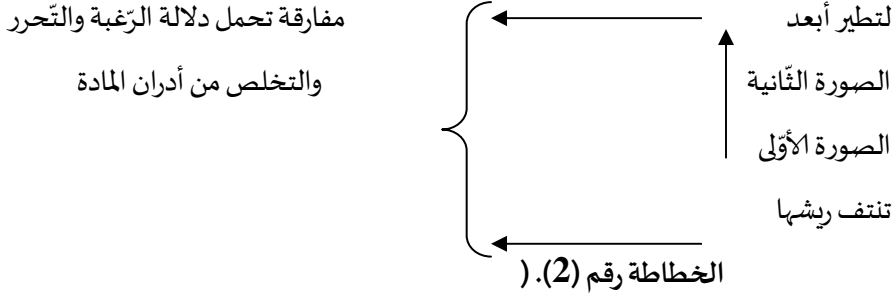 لتطير أبعد
مفارقة تحمل دلالة الرّغبة والتّحرر
الصورة الثّانية
والتخلص من أدران المادة
الصورة الأوّلى
تنتف ريشها
الخطاطة رقم (2). (